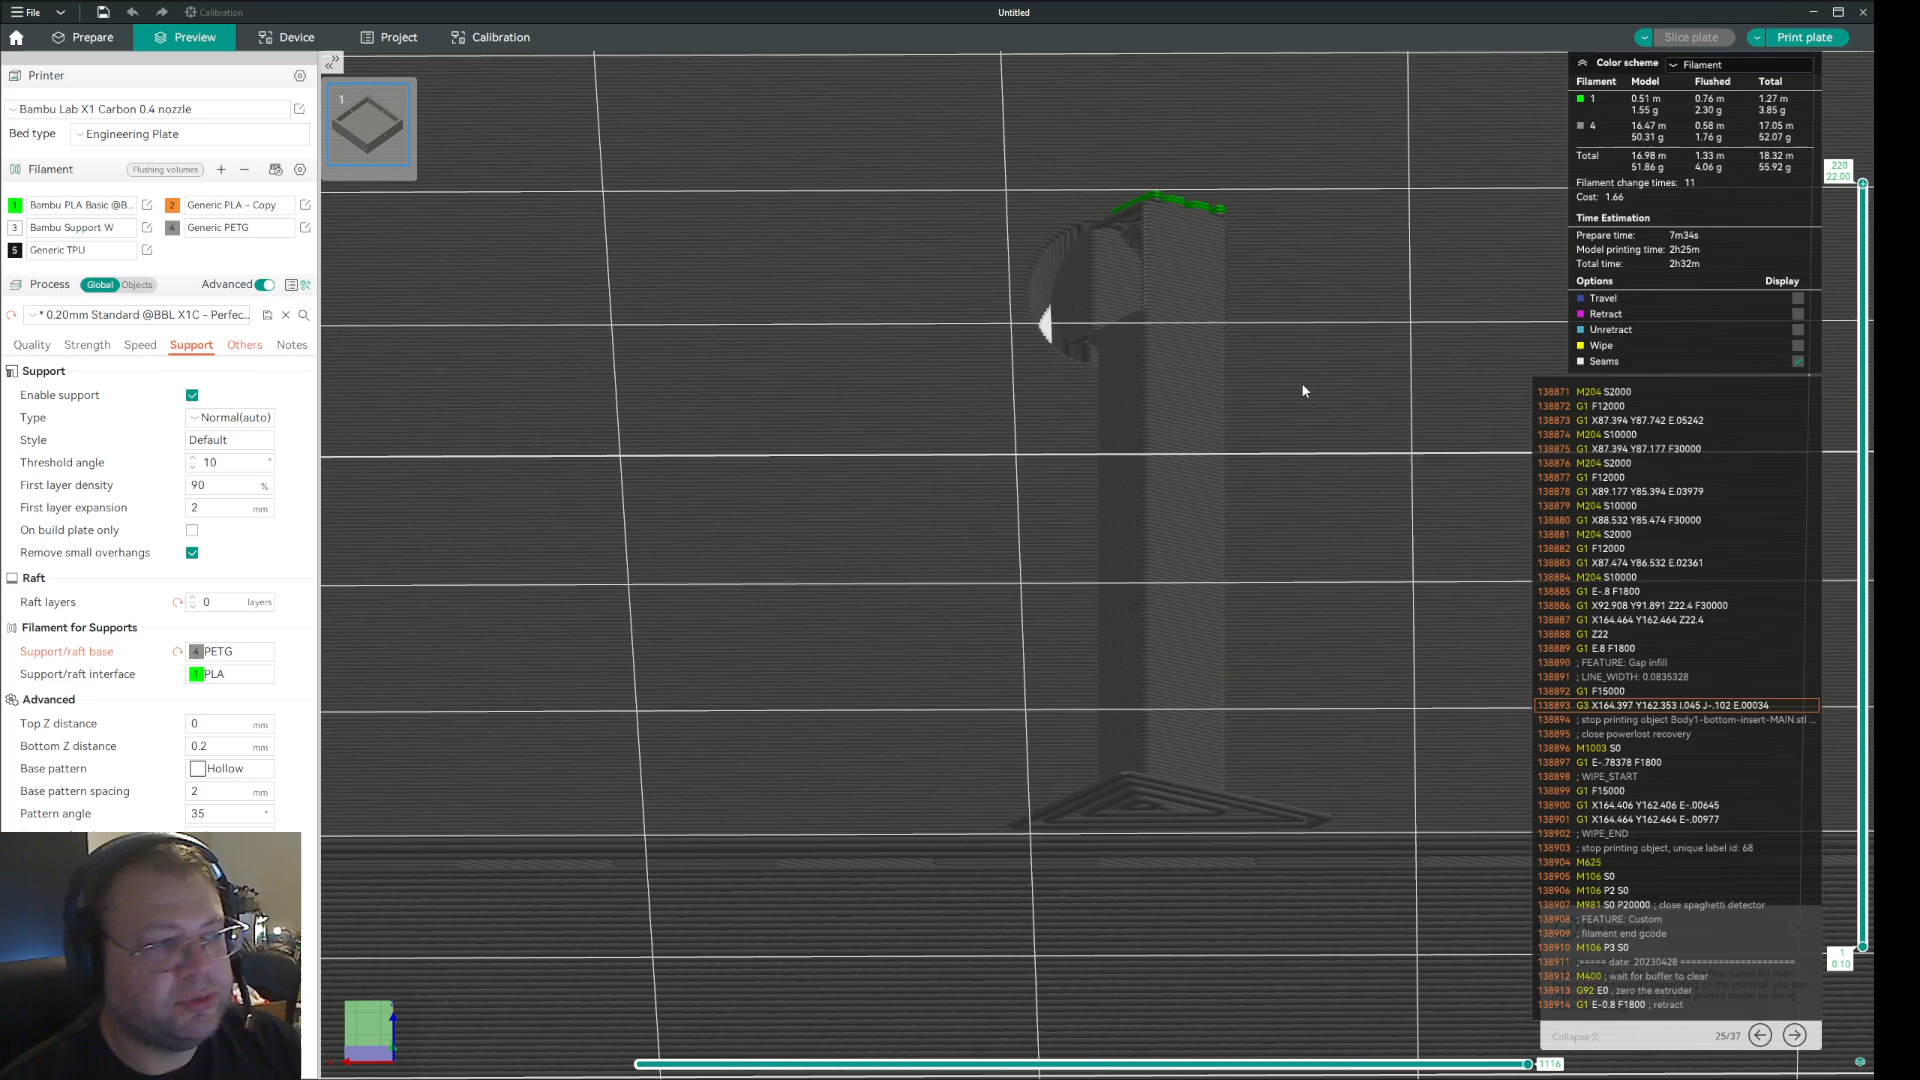 File
Calibration
Untitled
Prepare
Preview
Device
Project
Calibration
Slice plate
Print plate
Printer
Bambu Lab X1 Carbon 0.4 nozzle
Bed type
Engineering Plate
Filament
Flushing volumes
1 Bambu PLA Basic @B...
2 Generic PLA - Copy
3 Bambu Support W
4 Generic PETG
5 Generic TPU
Process Global Objects Advanced
* 0.20mm Standard @BBL X1C - Perfec...
Quality Strength Speed Support Others Notes
Support
Enable support
Type Normal(auto)
Style Default
Threshold angle 10 °
First layer density 90 %
First layer expansion 2 mm
On build plate only
Remove small overhangs
Raft
Raft layers 0 layers
Filament for Supports
Support/raft base 4 PETG
Support/raft interface 1 PLA
Advanced
Top Z distance 0 mm
Bottom Z distance 0.2 mm
Base pattern Hollow
Base pattern spacing 2 mm
Pattern angle 35 °
1
Color scheme Filament
Filament Model Flushed Total
1 0.51 m 0.76 m 1.27 m
1.55 g 2.30 g 3.85 g
4 16.47 m 0.58 m 17.05 m
50.31 g 1.76 g 52.07 g
Total 16.98 m 1.33 m 18.32 m
51.86 g 4.06 g 55.92 g
Filament change times: 11
Cost: 1.66
Time Estimation
Prepare time: 7m34s
Model printing time: 2h25m
Total time: 2h32m
Options Display
Travel
Retract
Unretract
Wipe
Seams
220
22.00
138871 M204 S2000
138872 G1 F12000
138873 G1 X87.394 Y87.742 E.05242
138874 M204 S10000
138875 G1 X87.394 Y87.177 F30000
138876 M204 S2000
138877 G1 F12000
138878 G1 X89.177 Y85.394 E.03979
138879 M204 S10000
138880 G1 X88.532 Y85.474 F30000
138881 M204 S2000
138882 G1 F12000
138883 G1 X87.474 Y86.532 E.02361
138884 M204 S10000
138885 G1 E-.8 F1800
138886 G1 X92.908 Y91.891 Z22.4 F30000
138887 G1 X164.464 Y162.464 Z22.4
138888 G1 Z22
138889 G1 E.8 F1800
138890 ; FEATURE: Gap infill
138891 ; LINE_WIDTH: 0.0835328
138892 G1 F15000
138893 G3 X164.397 Y162.353 I.045 J-.102 E.00034
138894 ; stop printing object Body1-bottom-insert-MAIN.stl ...
138895 ; close powerlost recovery
138896 M1003 S0
138897 G1 E-.78378 F1800
138898 ; WIPE_START
138899 G1 F15000
138900 G1 X164.406 Y162.406 E-.00645
138901 G1 X164.464 Y162.464 E-.00977
138902 ; WIPE_END
138903 ; stop printing object, unique label id: 68
138904 M625
138905 M106 S0
138906 M106 P2 S0
138907 M981 S0 P20000 ; close spaghetti detector
138908 ; FEATURE: Custom
138909 ; filament end gcode
138910 M106 P3 S0
138911 ;===== date: 20230428 =====================
138912 M400 ; wait for buffer to clear
138913 G92 E0 ; zero the extruder
138914 G1 E-0.8 F1800 ; retract
1
0.10
Collapse 25/37
1116